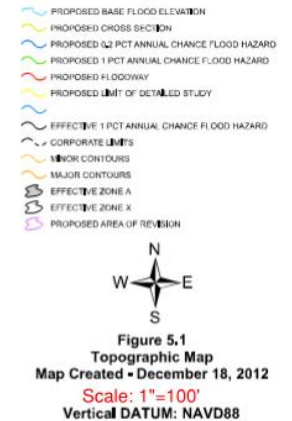 PROPOSED BASE FLOOD ELEVATION
PROPOSED CROSS SECTION
PROPOSED 0.2 PCT ANNUAL CHANCE FLOOD HAZARD
PROPOSED 1 PCT ANNUAL CHANCE FLOOD HAZARD
PROPOSED FLOODWAY
PROPOSED LIMIT OF DETAILED STUDY
EFFECTIVE 1 PCT ANNUAL CHANCE FLOOD HAZARD
CORPORATE LIMITS
MINOR CONTOURS
MAJOR CONTOURS
EFFECTIVE ZONE A
EFFECTIVE ZONE X
PROPOSED AREA OF REVISION
N
W E
S
Figure 5.1
Topographic Map
Map Created - December 18, 2012
Scale: 1"=100'
Vertical DATUM: NAVD88